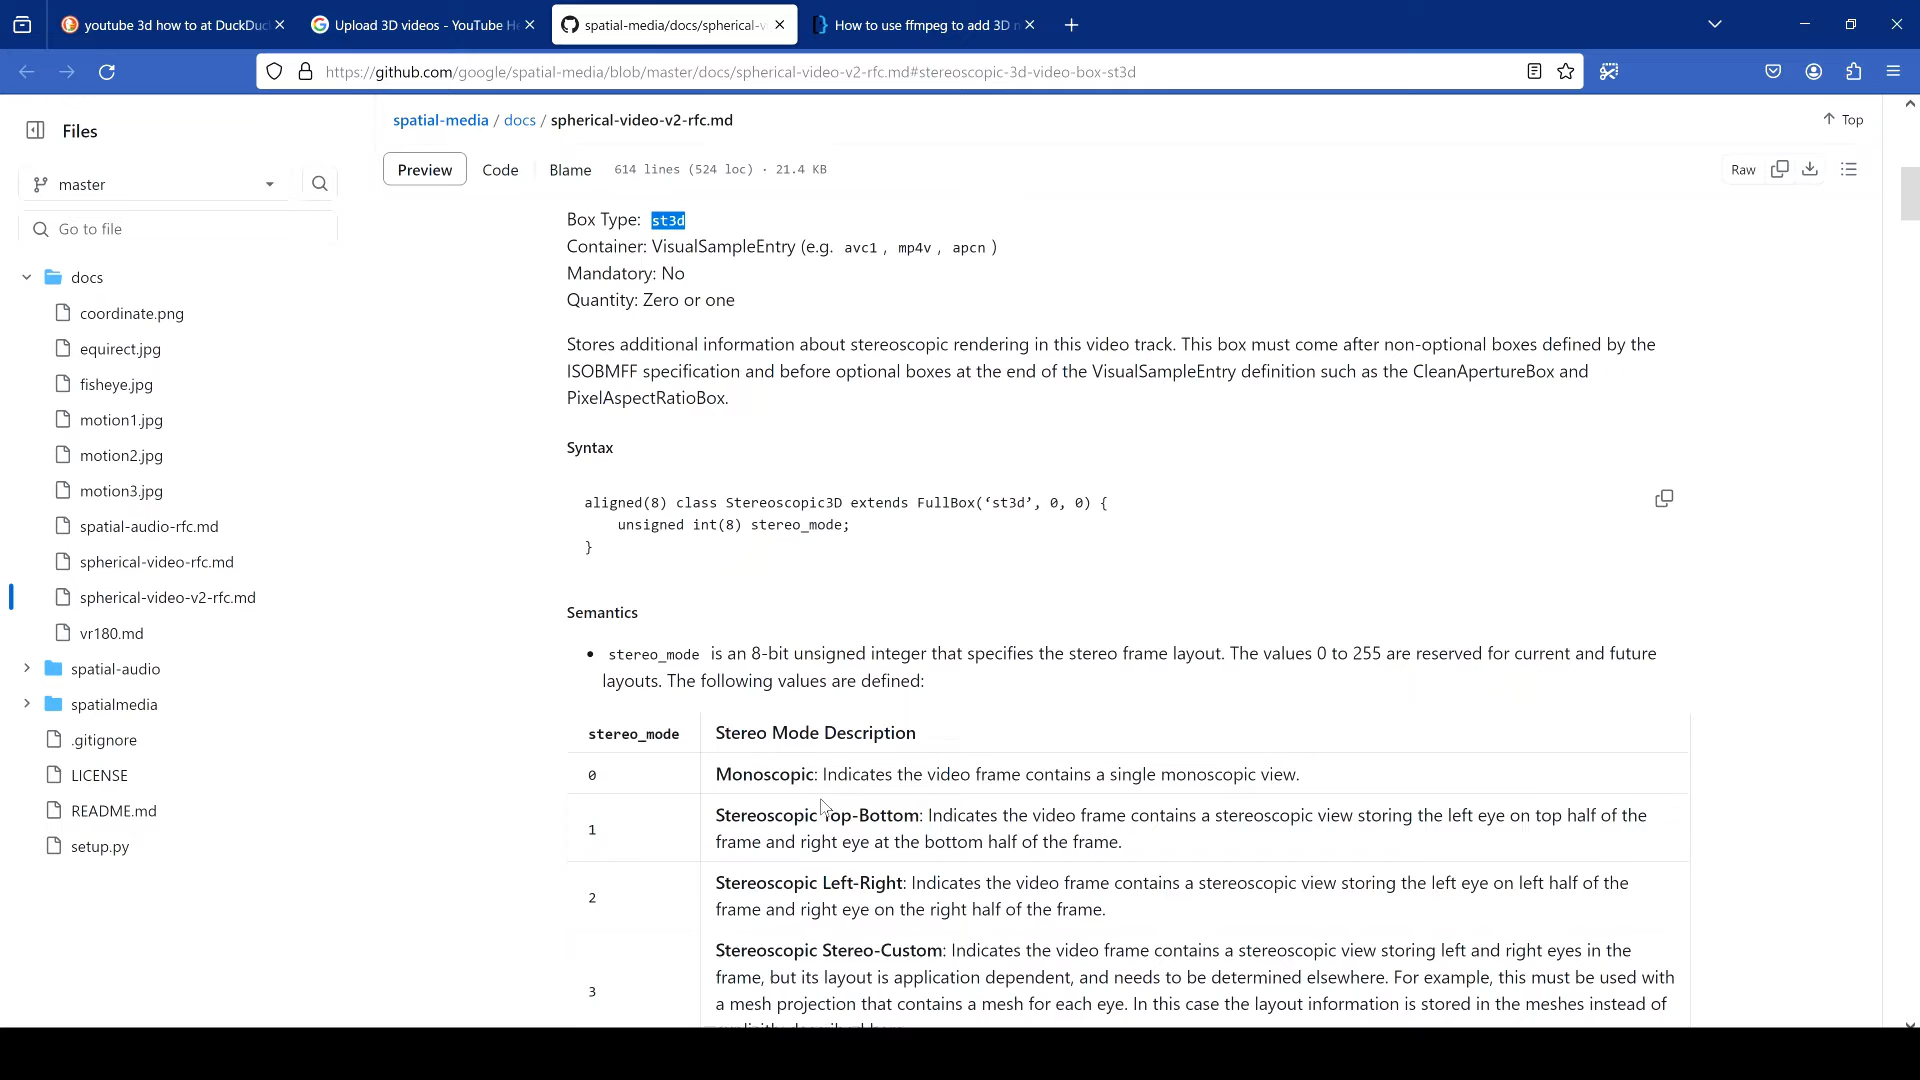 youtube 3d how to at DuckDuc
Upload 3D videos - YouTube He
spatial-media/docs/spherical-v
How to use ffmpeg to add 3D
https://github.com/google/spatial-media/blob/master/docs/spherical-video-v2-rfc.md#stereoscopic-3d-video-box-st3d
Files
master
Go to file
docs
coordinate.png
equirect.jpg
fisheye.jpg
motion1.jpg
motion2.jpg
motion3.jpg
spatial-audio-rfc.md
spherical-video-rfc.md
spherical-video-v2-rfc.md
vr180.md
spatial-audio
spatialmedia
.gitignore
LICENSE
README.md
setup.py
spatial-media / docs / spherical-video-v2-rfc.md
Top
Preview Code Blame 614 lines (524 loc) · 21.4 KB
Raw
Box Type: st3d
Container: VisualSampleEntry (e.g. avc1 , mp4v , apcn )
Mandatory: No
Quantity: Zero or one
Stores additional information about stereoscopic rendering in this video track. This box must come after non-optional boxes defined by the
ISOBMFF specification and before optional boxes at the end of the VisualSampleEntry definition such as the CleanApertureBox and
PixelAspectRatioBox.
Syntax
aligned(8) class Stereoscopic3D extends FullBox(‘st3d’, 0, 0) {
unsigned int(8) stereo_mode;
}
Semantics
• stereo_mode is an 8-bit unsigned integer that specifies the stereo frame layout. The values 0 to 255 are reserved for current and future
layouts. The following values are defined:
stereo_mode Stereo Mode Description
0 Monoscopic: Indicates the video frame contains a single monoscopic view.
1 Stereoscopic Top-Bottom: Indicates the video frame contains a stereoscopic view storing the left eye on top half of the
frame and right eye at the bottom half of the frame.
2 Stereoscopic Left-Right: Indicates the video frame contains a stereoscopic view storing the left eye on left half of the
frame and right eye on the right half of the frame.
3 Stereoscopic Stereo-Custom: Indicates the video frame contains a stereoscopic view storing left and right eyes in the
frame, but its layout is application dependent, and needs to be determined elsewhere. For example, this must be used with
a mesh projection that contains a mesh for each eye. In this case the layout information is stored in the meshes instead of